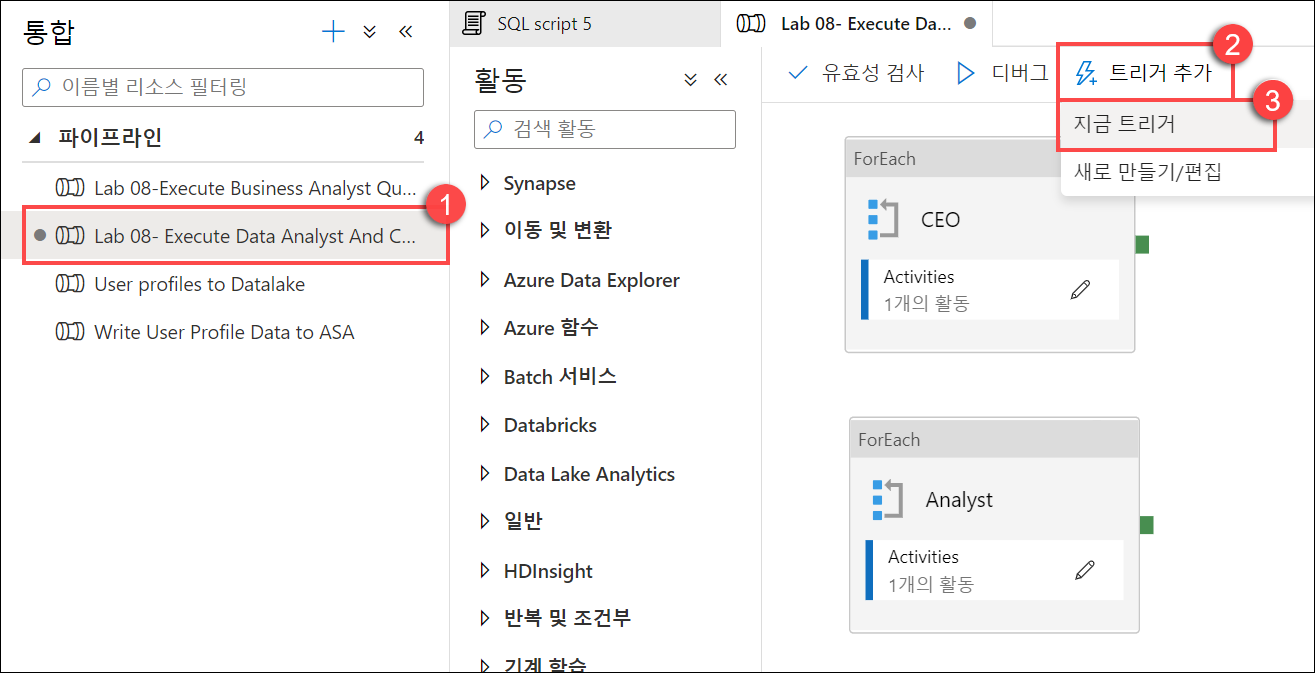 통합
이름별 리소스 필터링
파이프라인 4
Lab 08-Execute Business Analyst Qu...
1
Lab 08- Execute Data Analyst And C...
User profiles to Datalake
Write User Profile Data to ASA
SQL script 5
Lab 08- Execute Da...
활동
검색 활동
Synapse
이동 및 변환
Azure Data Explorer
Azure 함수
Batch 서비스
Databricks
Data Lake Analytics
일반
HDInsight
반복 및 조건부
기계 학습
유효성 검사 디버그 트리거 추가
2
3
지금 트리거
새로 만들기/편집
ForEach
CEO
Activities
1개의 활동
ForEach
Analyst
Activities
1개의 활동